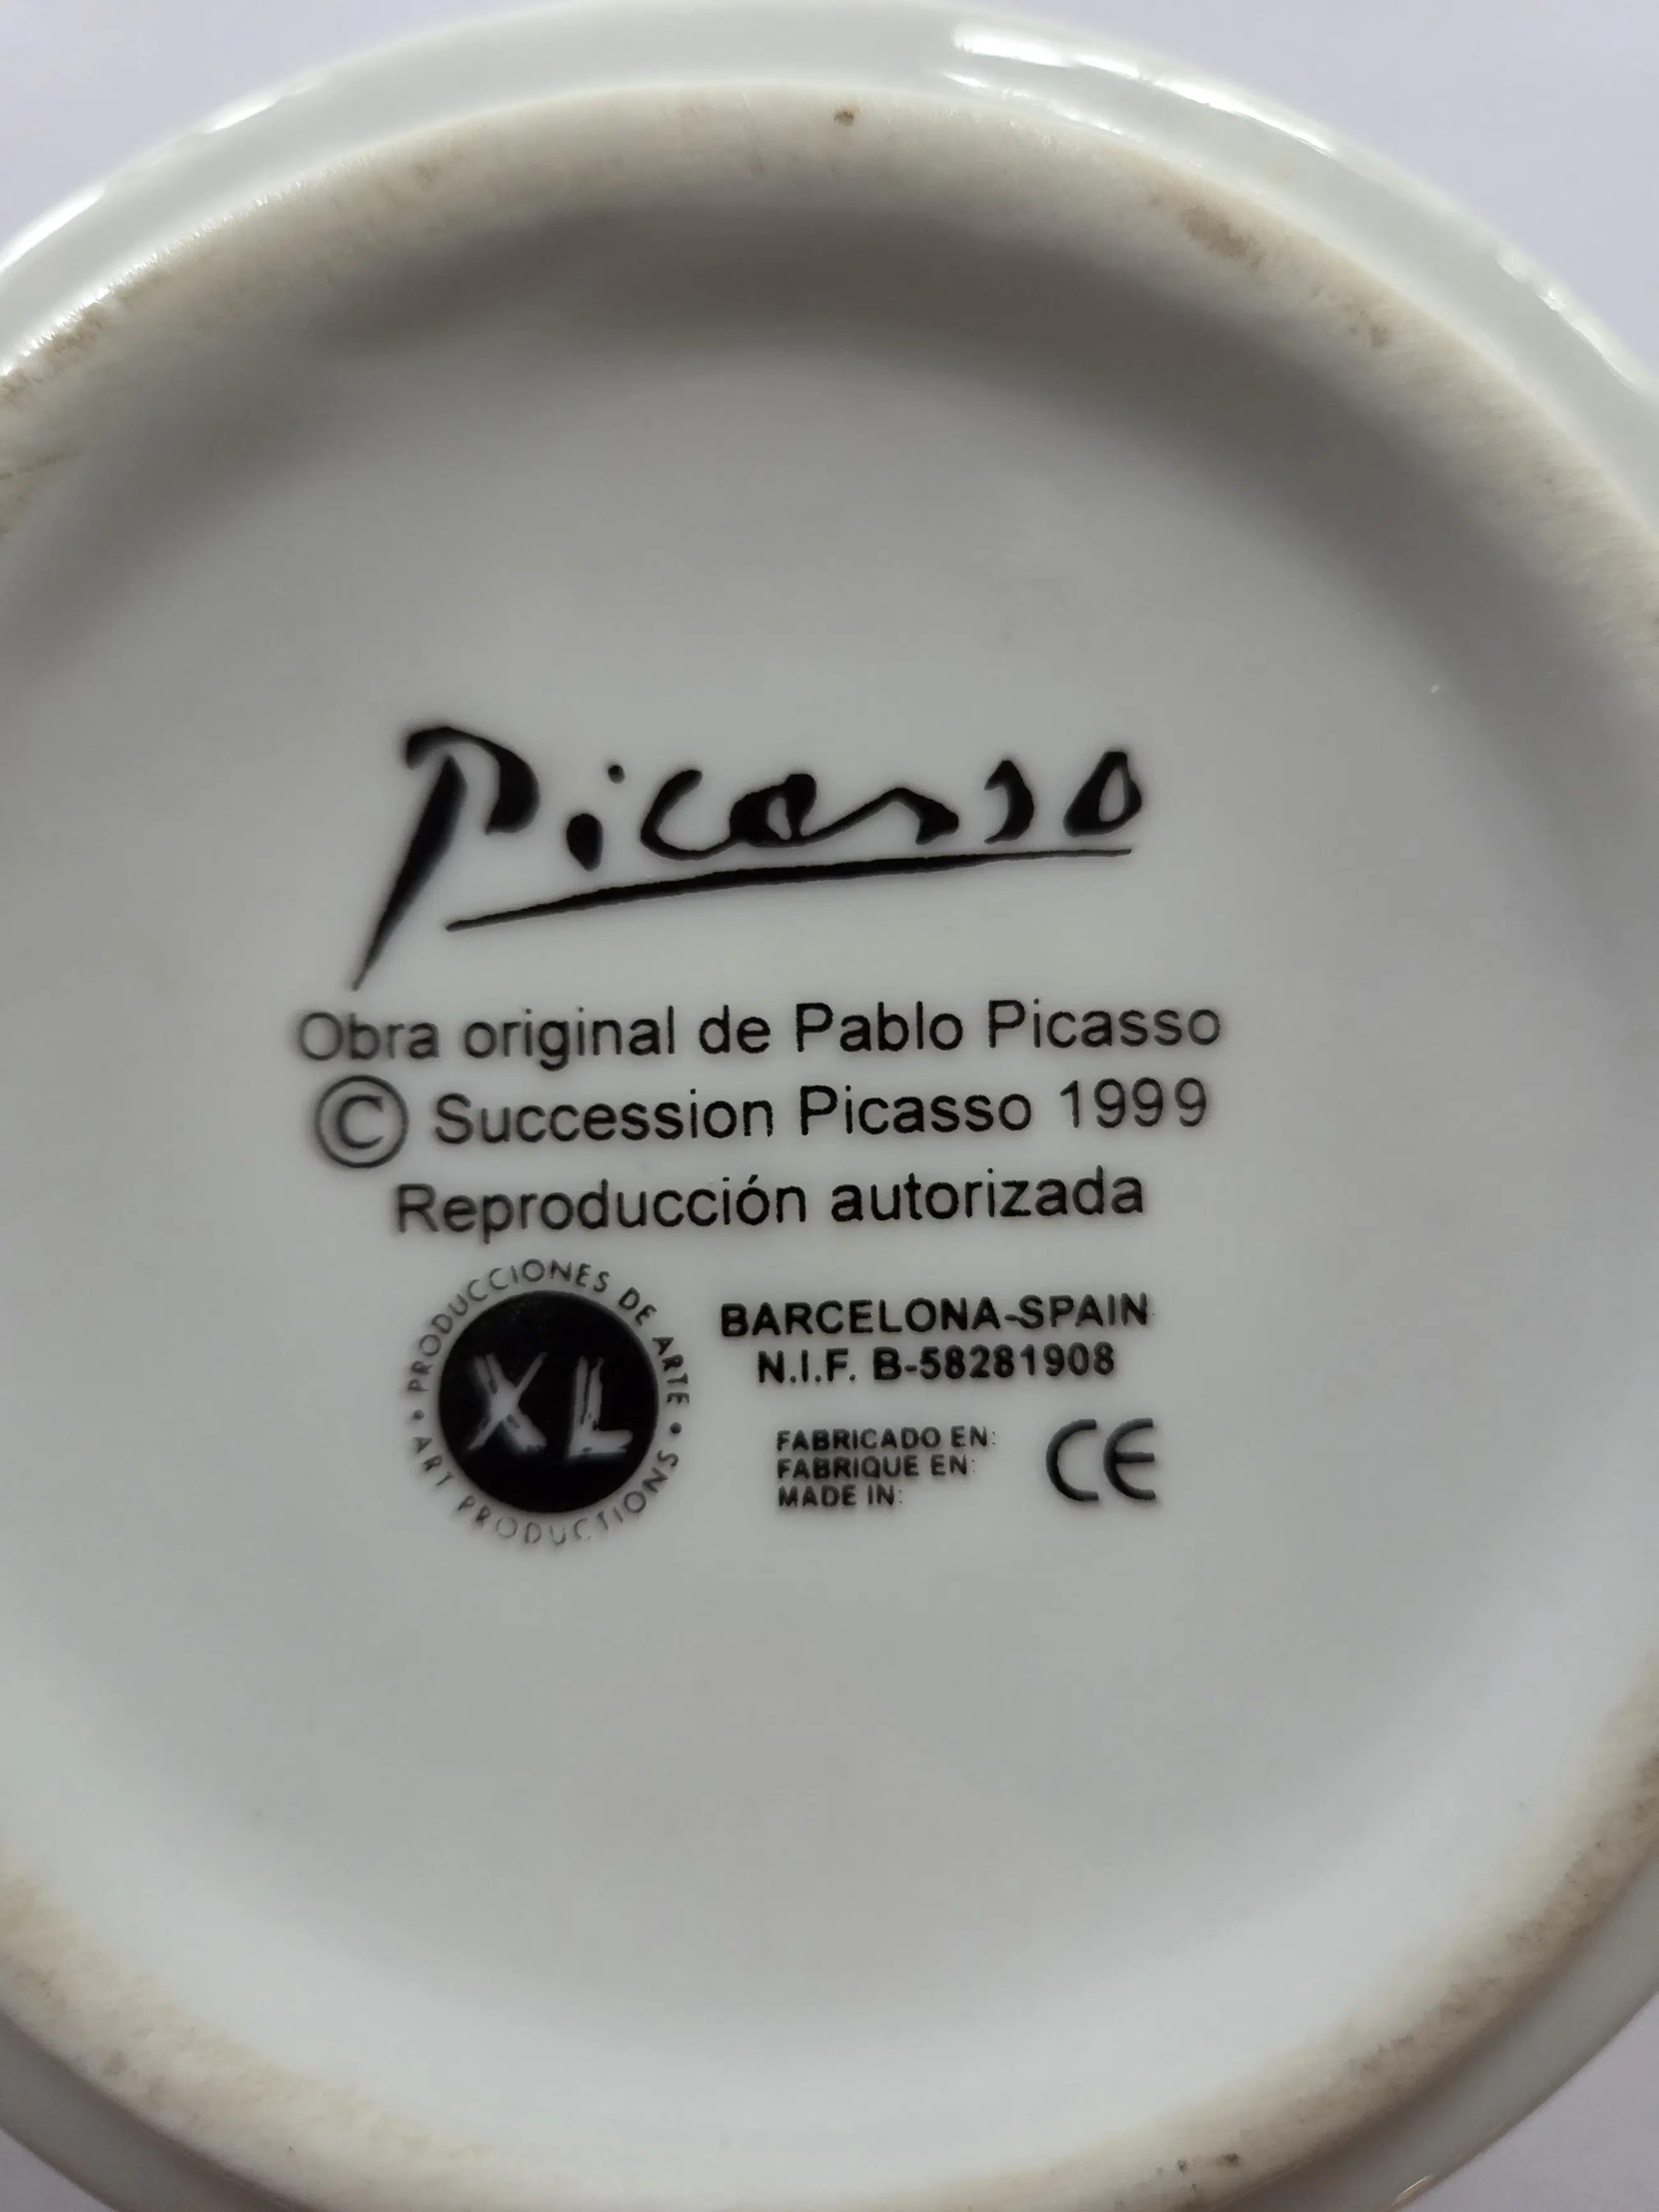 Picasso
Obra original de Pablo Picasso
© Succession Picasso 1999
Reproducción autorizada
• PRODUCCIONES DE ARTE •
ART PRODUCTIONS
XL
BARCELONA-SPAIN
N.I.F. B-58281908
FABRICADO EN:
FABRIQUE EN:
MADE IN:
CE